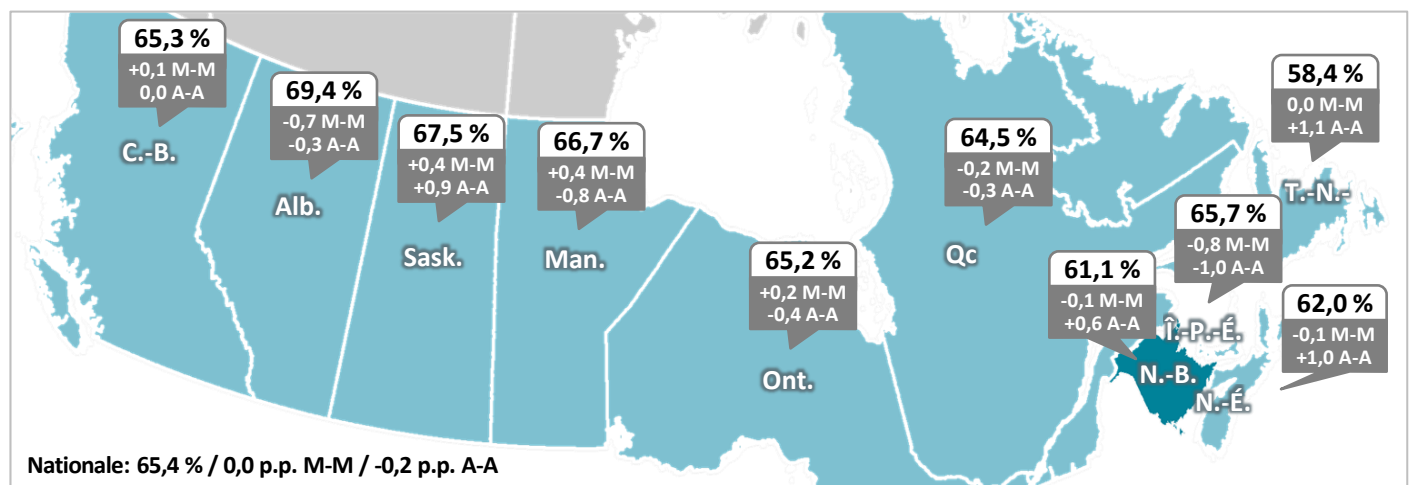 65,3 %
+0,1 M-M
0,0 A-A
C.-B.
69,4 %
-0,7 M-M
-0,3 A-A
Alb.
67,5 %
+0,4 M-M
+0,9 A-A
Sask.
66,7 %
+0,4 M-M
-0,8 A-A
Man.
65,2 %
+0,2 M-M
-0,4 A-A
Ont.
64,5 %
-0,2 M-M
-0,3 A-A
Qc
58,4 %
0,0 M-M
+1,1 A-A
T.-N.-
65,7 %
-0,8 M-M
-1,0 A-A
Î.-P.-É.
61,1 %
-0,1 M-M
+0,6 A-A
N.-B.
62,0 %
-0,1 M-M
+1,0 A-A
N.-É.
Nationale: 65,4 % / 0,0 p.p. M-M / -0,2 p.p. A-A